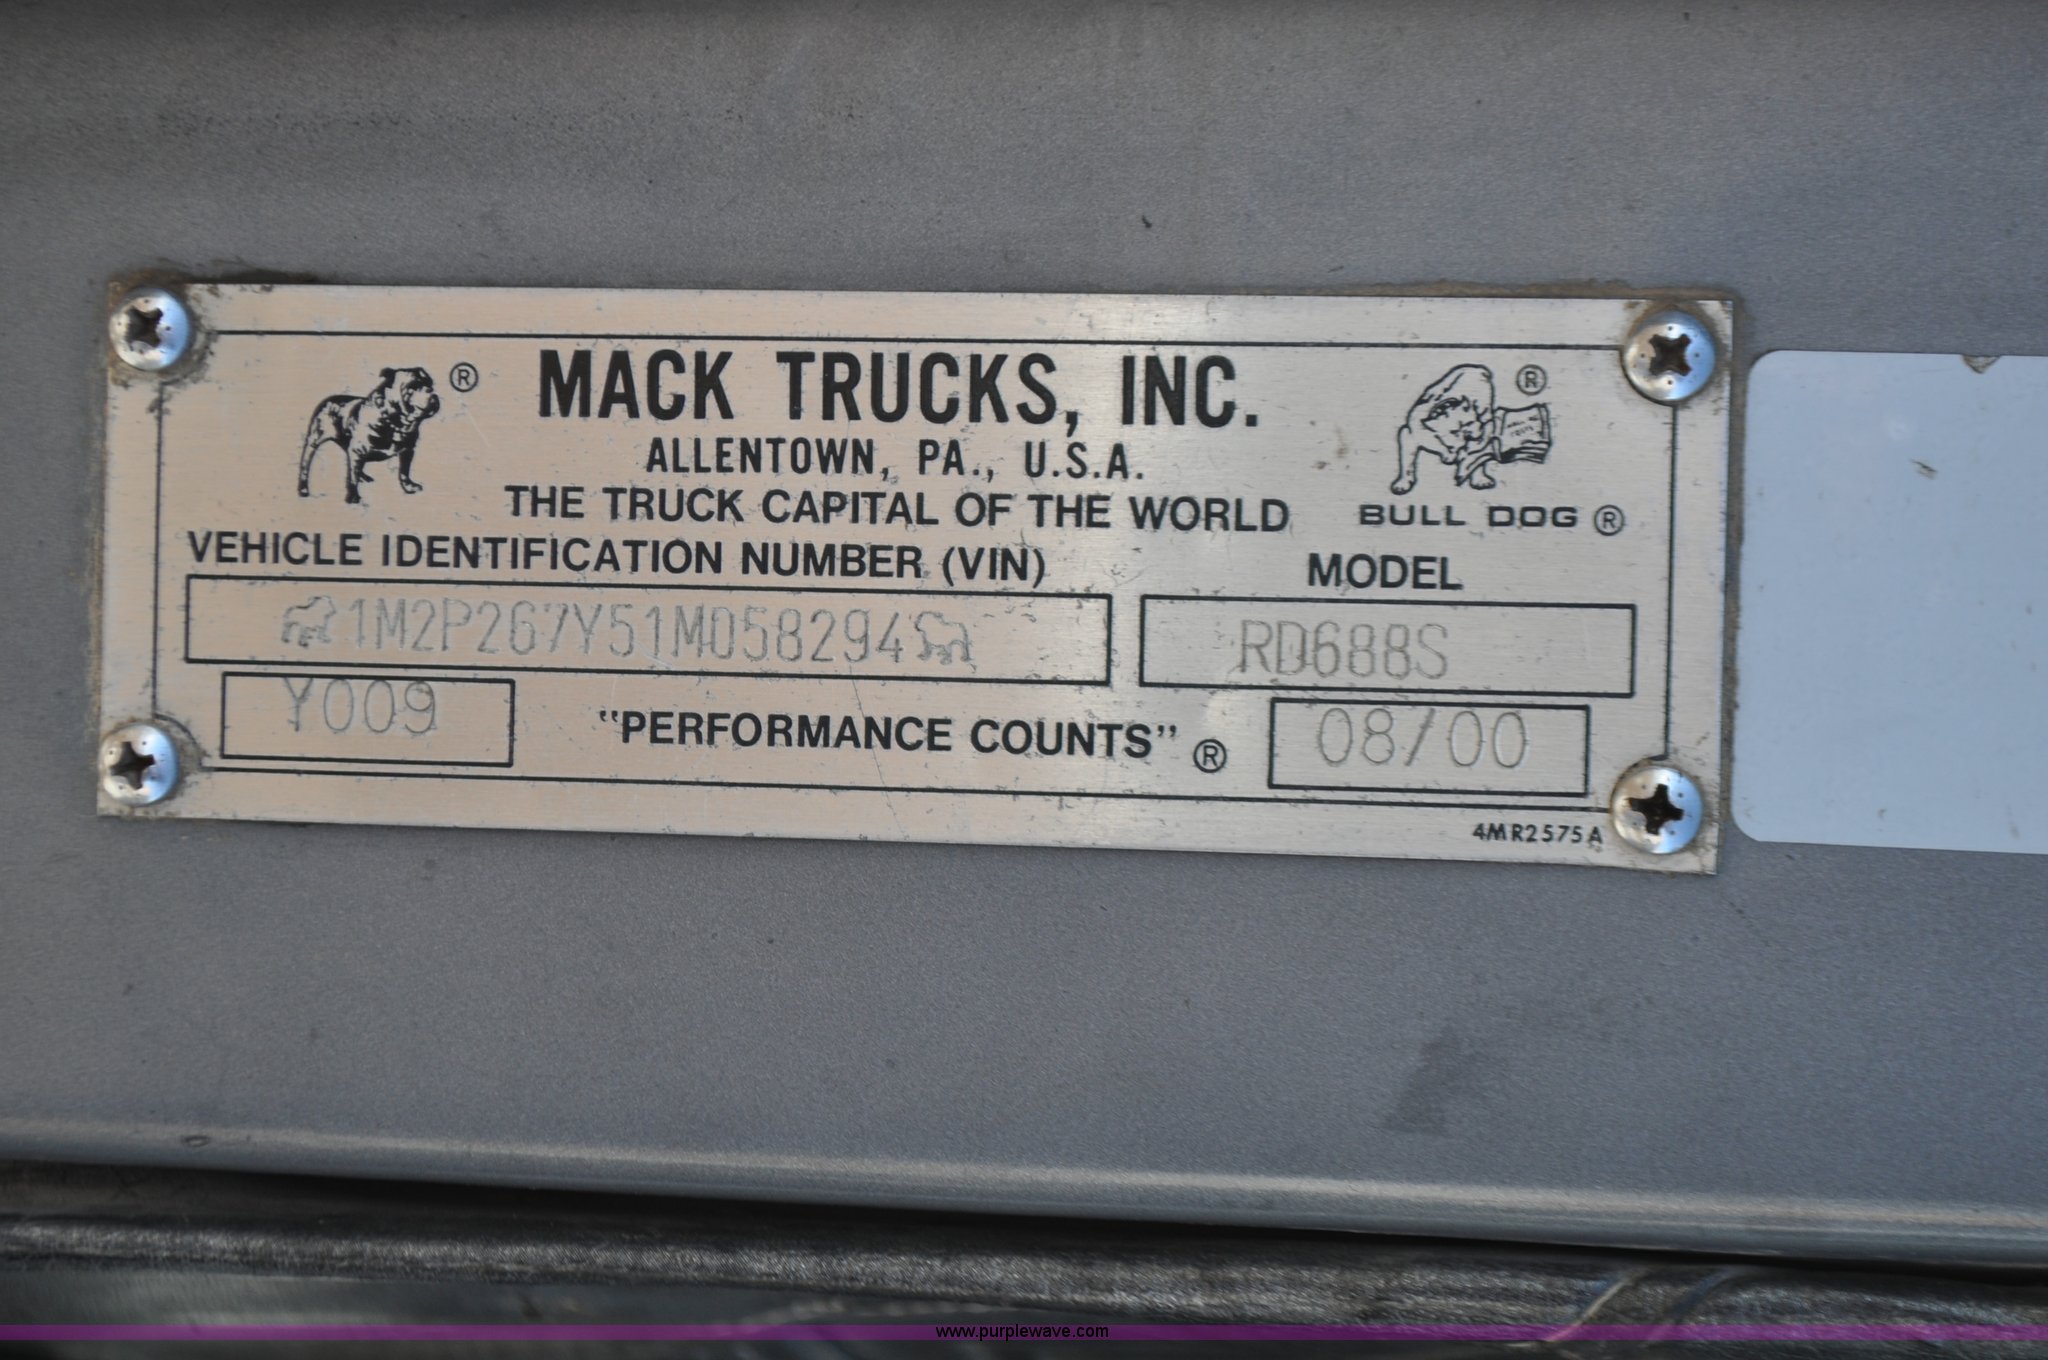 ®
MACK TRUCKS, INC.
®
ALLENTOWN, PA., U.S.A.
THE TRUCK CAPITAL OF THE WORLD
BULL DOG ®
VEHICLE IDENTIFICATION NUMBER (VIN)
MODEL
1M2P267Y51M058294
RD688S
Y009
"PERFORMANCE COUNTS" ®
08/00
4MR2575A
www.purplewave.com